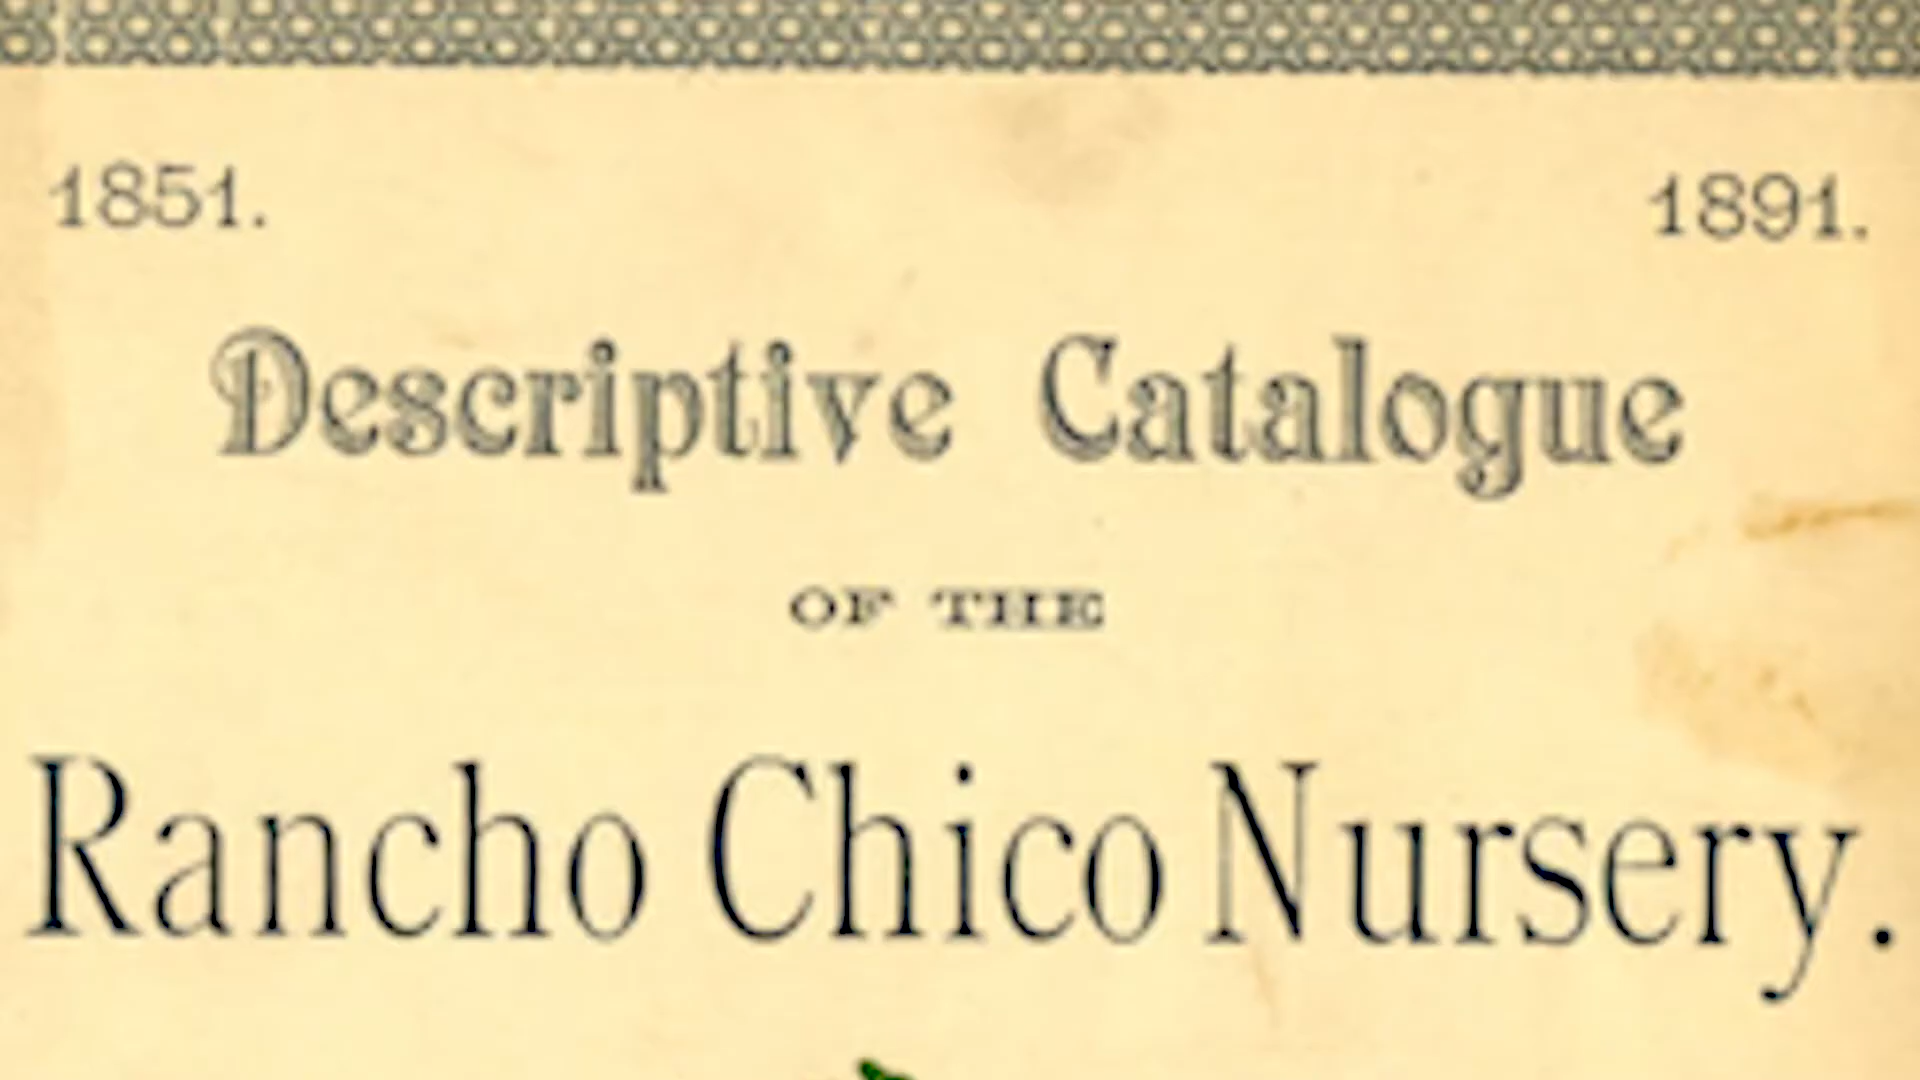 1851. 1891.
Descriptive Catalogue
OF THE
Rancho Chico Nursery.